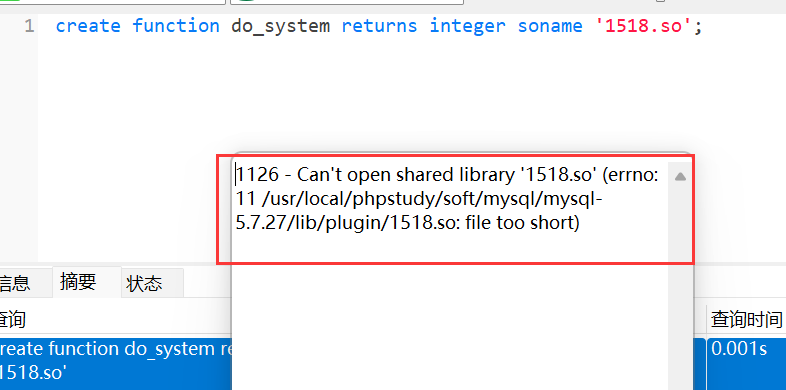 1 create function do_system returns integer soname '1518.so';
1126 - Can't open shared library '1518.so' (errno:
11 /usr/local/phpstudy/soft/mysql/mysql-
5.7.27/lib/plugin/1518.so: file too short)
信息 摘要 状态
查询 查询时间
reate function do_system re 0.001s
'1518.so'